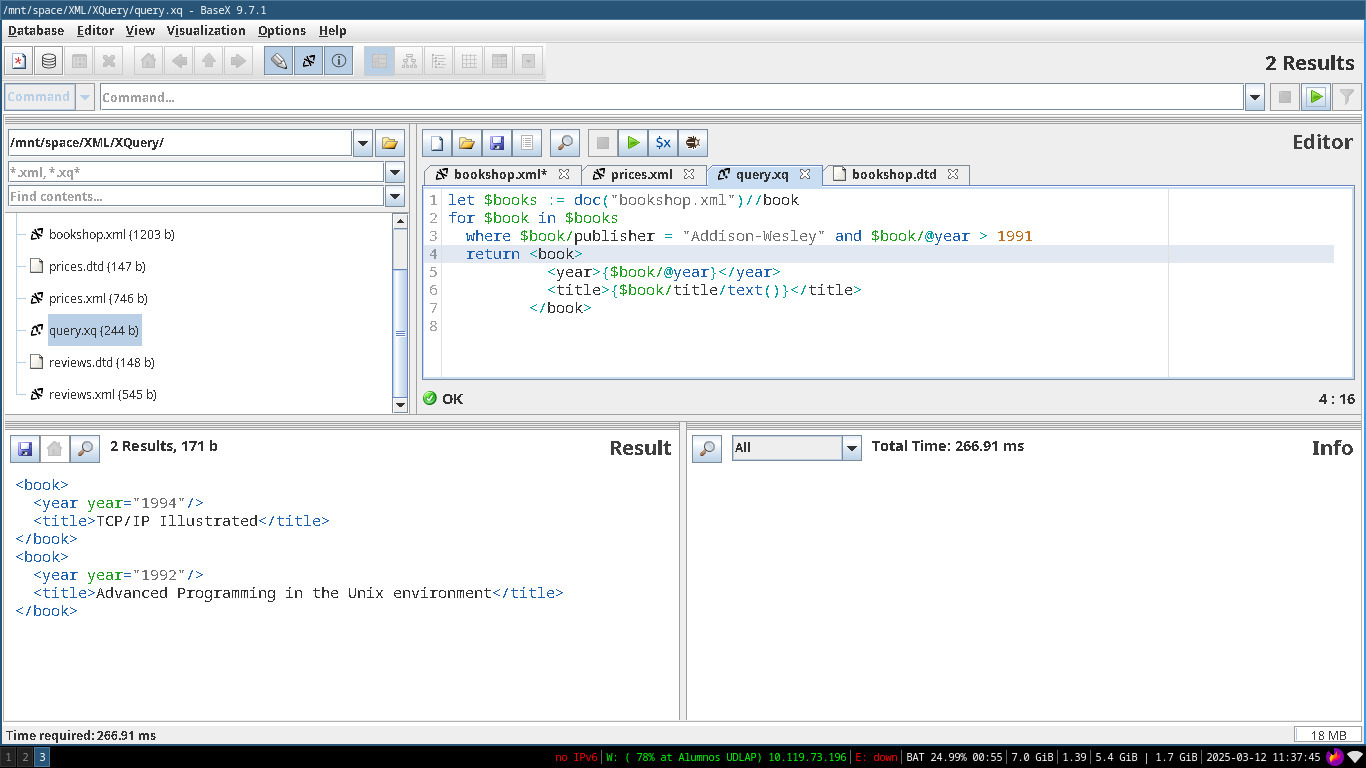 /mnt/space/XML/XQuery/query.xq - BaseX 9.7.1
Database Editor View Visualization Options Help
2 Results
Command Command...
/mnt/space/XML/XQuery/
*.xml, *.xq*
Find contents...
bookshop.xml (1203 b)
prices.dtd (147 b)
prices.xml (746 b)
query.xq (244 b)
reviews.dtd (148 b)
reviews.xml (545 b)
$x
Editor
bookshop.xml* prices.xml query.xq bookshop.dtd
1 let $books := doc("bookshop.xml")//book
2 for $book in $books
3   where $book/publisher = "Addison-Wesley" and $book/@year > 1991
4   return <book>
5            <year>{$book/@year}</year>
6            <title>{$book/title/text()}</title>
7          </book>
8
OK 4 : 16
2 Results, 171 b Result
<book>
  <year year="1994"/>
  <title>TCP/IP Illustrated</title>
</book>
<book>
  <year year="1992"/>
  <title>Advanced Programming in the Unix environment</title>
</book>
All Total Time: 266.91 ms Info
Time required: 266.91 ms 18 MB
1 2 3 no IPv6|W: ( 78% at Alumnos UDLAP) 10.119.73.196|E: down|BAT 24.99% 00:55|7.0 GiB|1.39|5.4 GiB | 1.7 GiB|2025-03-12 11:37:45